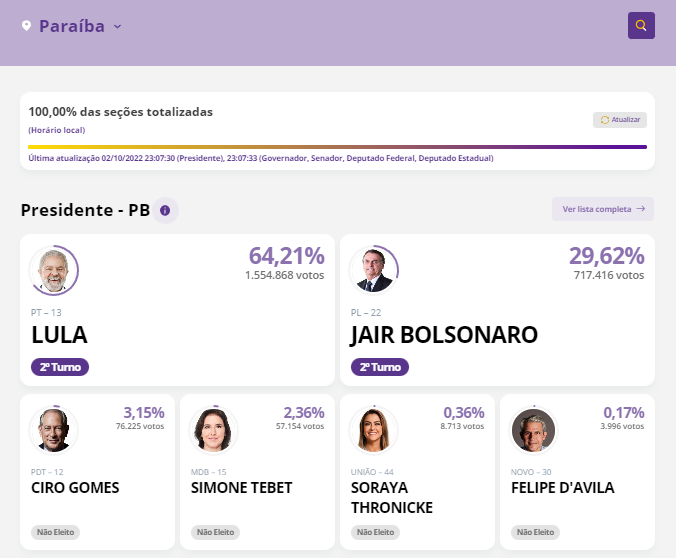 Paraíba
100,00% das seções totalizadas
(Horário local)
Atualizar
Última atualização 02/10/2022 23:07:30 (Presidente), 23:07:33 (Governador, Senador, Deputado Federal, Deputado Estadual)
Presidente - PB
Ver lista completa
64,21%
1.554.868 votos
PT – 13
LULA
2º Turno
29,62%
717.416 votos
PL – 22
JAIR BOLSONARO
2º Turno
3,15%
76.225 votos
PDT – 12
CIRO GOMES
Não Eleito
2,36%
57.154 votos
MDB – 15
SIMONE TEBET
Não Eleito
0,36%
8.713 votos
UNIÃO – 44
SORAYA
THRONICKE
Não Eleito
0,17%
3.996 votos
NOVO – 30
FELIPE D'AVILA
Não Eleito